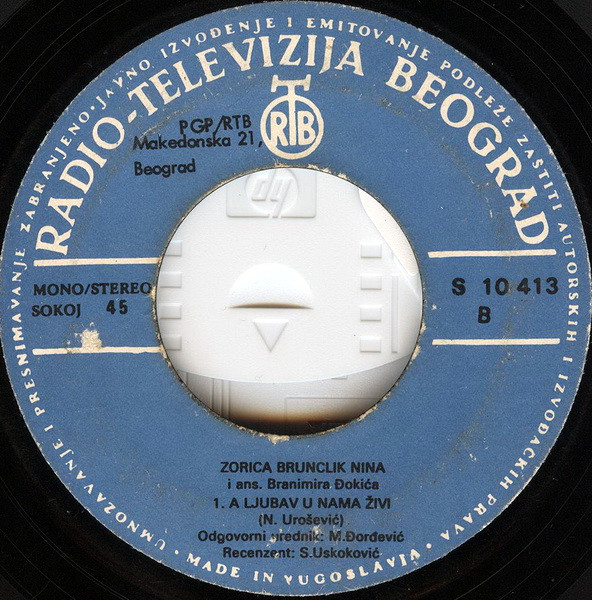 UMNOŽAVANJE I PRESNIMAVANJE ZABRANJENO · JAVNO IZVOĐENJE I EMITOVANJE PODLEŽE ZAŠTITI AUTORSKIH I IZVOĐAČKIH PRAVA ·
RADIO-TELEVIZIJA BEOGRAD
RTB
PGP/RTB
Makedonska 21,
Beograd
hp
MONO/STEREO
SOKOJ 45
S 10 413
B
ZORICA BRUNCLIK NINA
i ans. Branimira Đokića
1. A LJUBAV U NAMA ŽIVI
(N. Urošević)
Odgovorni urednik: M.Đorđević
Recenzent: S.Uskoković
· MADE IN YUGOSLAVIA ·